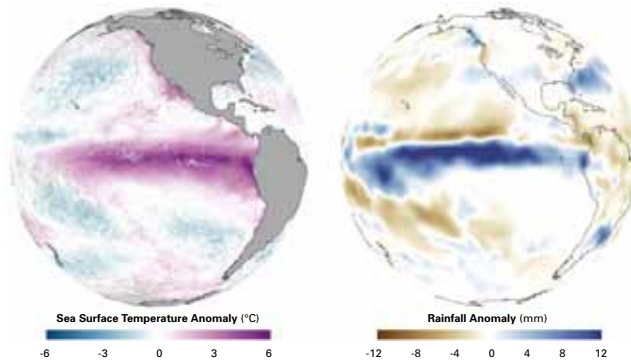 Sea Surface Temperature Anomaly (°C)
-6 -3 0 3 6
Rainfall Anomaly (mm)
-12 -8 -4 0 4 8 12